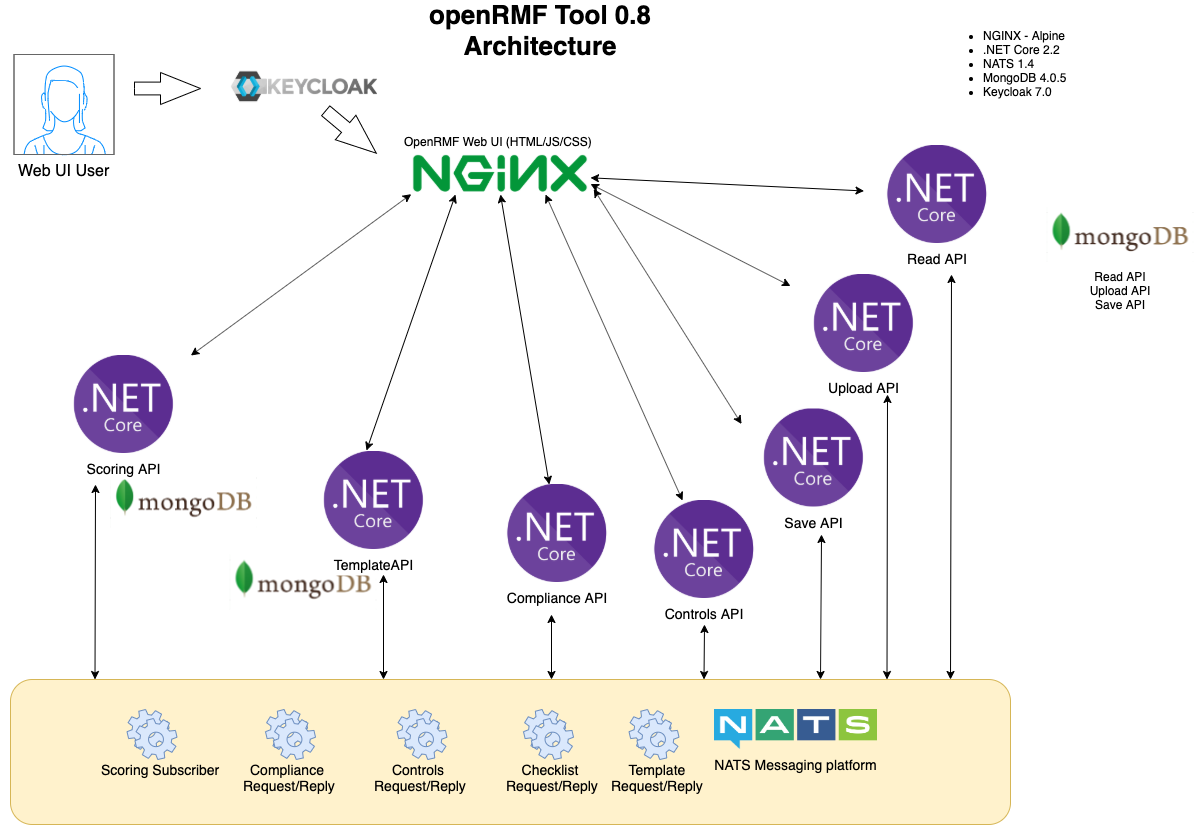 openRMF Tool 0.8
Architecture
NGINX - Alpine
.NET Core 2.2
NATS 1.4
MongoDB 4.0.5
Keycloak 7.0
KEYCLOAK
Web UI User
OpenRMF Web UI (HTML/JS/CSS)
NGiNX
.NET
Core
Read API
mongoDB
Read API
Upload API
Save API
.NET
Core
Upload API
.NET
Core
Scoring API
mongoDB
.NET
Core
TemplateAPI
mongoDB
.NET
Core
Compliance API
.NET
Core
Controls API
.NET
Core
Save API
Scoring Subscriber
Compliance
Request/Reply
Controls
Request/Reply
Checklist
Request/Reply
Template
Request/Reply
NATS
NATS Messaging platform